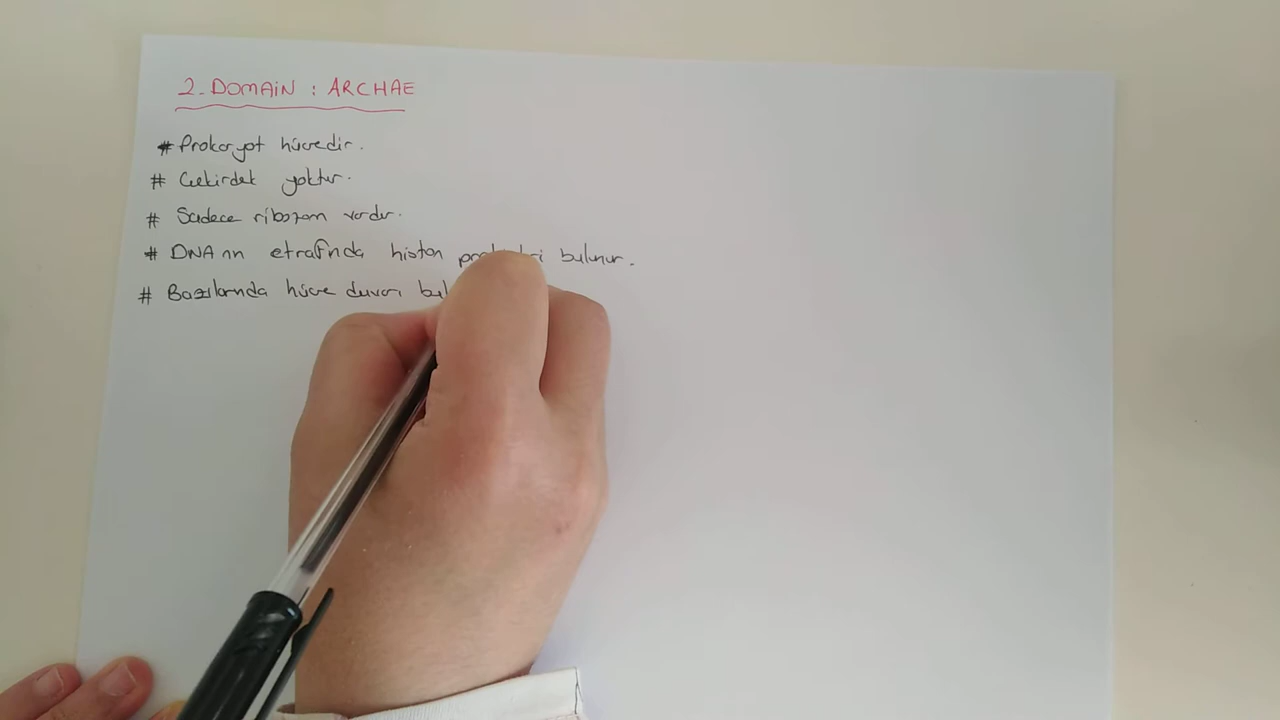 2. DOMAIN : ARCHAE
# Prokaryot hücredir.
# Çekirdek yoktur.
# Sadece ribozom vardır.
# DNA nın etrafında histon bulunur.
# Bazılarında hücre duvarı